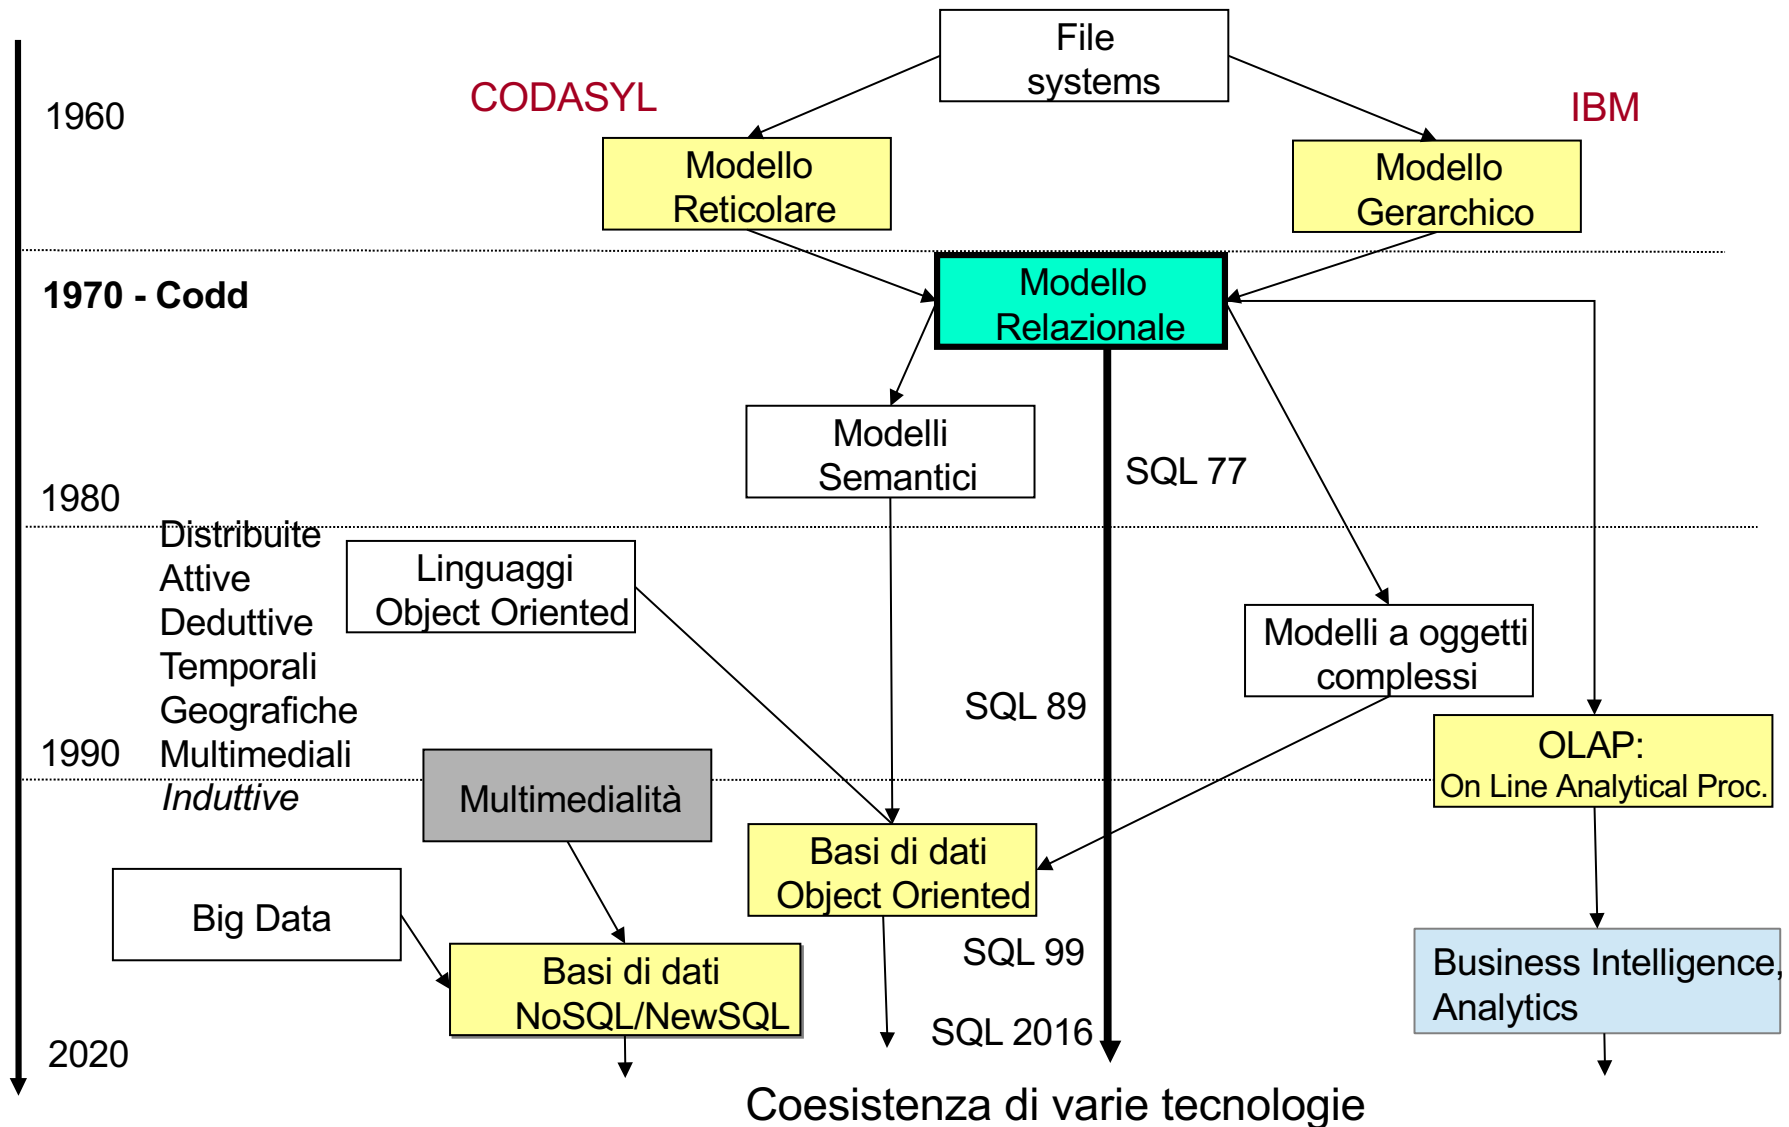 File
systems
CODASYL
IBM
1960
Modello
Reticolare
Modello
Gerarchico
1970 - Codd
Modello
Relazionale
Modelli
Semantici
SQL 77
1980
Distribuite
Attive
Deduttive
Temporali
Geografiche
Multimediali
Induttive
Linguaggi
Object Oriented
Modelli a oggetti
complessi
SQL 89
1990
OLAP:
On Line Analytical Proc.
Multimedialità
Basi di dati
Object Oriented
Big Data
SQL 99
Business Intelligence,
Analytics
Basi di dati
NoSQL/NewSQL
SQL 2016
2020
Coesistenza di varie tecnologie